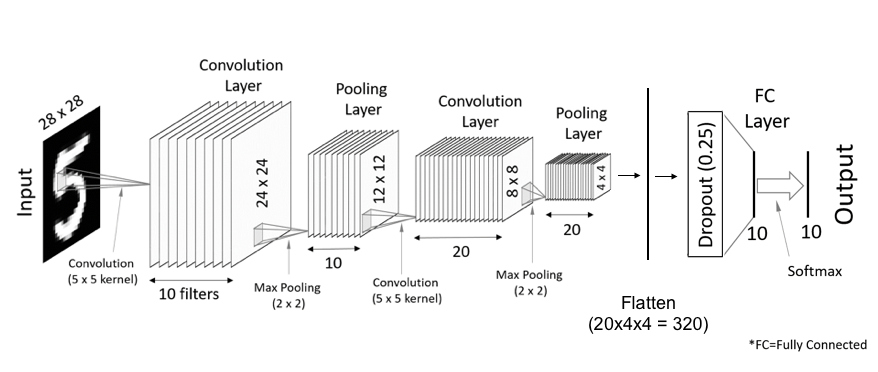 Input
28 x 28
Convolution
(5 x 5 kernel)
Convolution
Layer
24 x 24
10 filters
Max Pooling
(2 x 2)
Pooling
Layer
12 x 12
10
Convolution
(5 x 5 kernel)
Convolution
Layer
8 x 8
20
Max Pooling
(2 x 2)
Pooling
Layer
4 x 4
20
Flatten
(20x4x4 = 320)
Dropout (0.25)
FC
Layer
10
Softmax
10
Output
*FC=Fully Connected
5